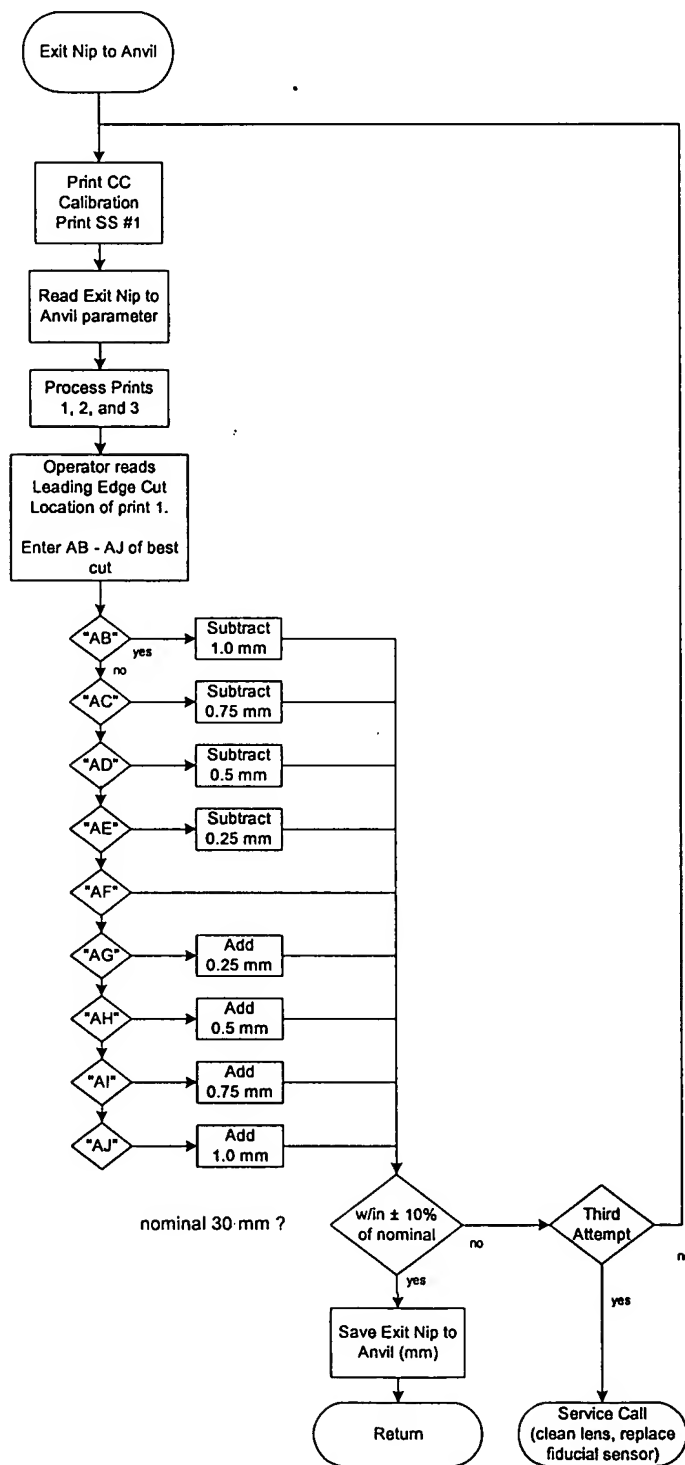 Exit Nip to Anvil
Print CC
Calibration
Print SS #1
Read Exit Nip to
Anvil parameter
Process Prints
1, 2, and 3
Operator reads
Leading Edge Cut
Location of print 1.
Enter AB - AJ of best
cut
"AB"
yes
no
Subtract
1.0 mm
"AC"
Subtract
0.75 mm
"AD"
Subtract
0.5 mm
"AE"
Subtract
0.25 mm
"AF"
"AG"
Add
0.25 mm
"AH"
Add
0.5 mm
"AI"
Add
0.75 mm
"AJ"
Add
1.0 mm
nominal 30 mm ?
w/in ± 10%
of nominal
no
yes
Third
Attempt
yes
Save Exit Nip to
Anvil (mm)
Return
Service Call
(clean lens, replace
fiducial sensor)